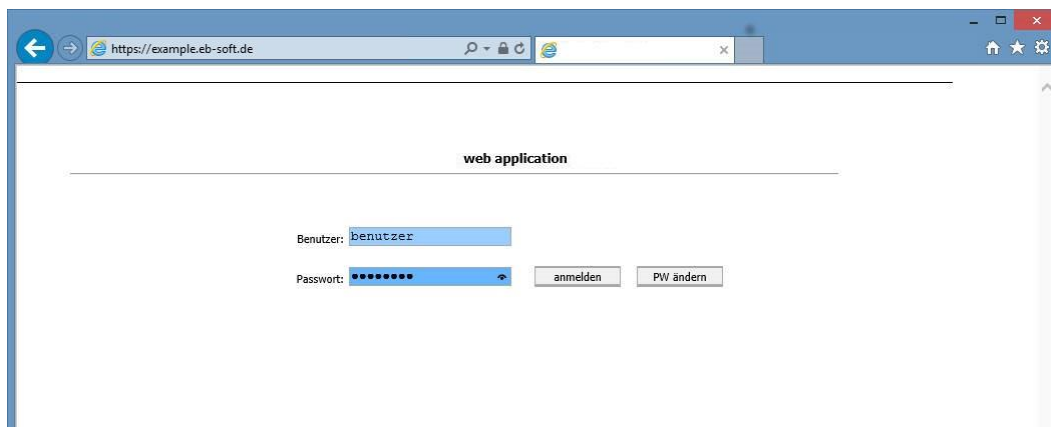 https://example.eb-soft.de
web application
Benutzer: benutzer
Passwort: ●●●●●●●● anmelden PW ändern